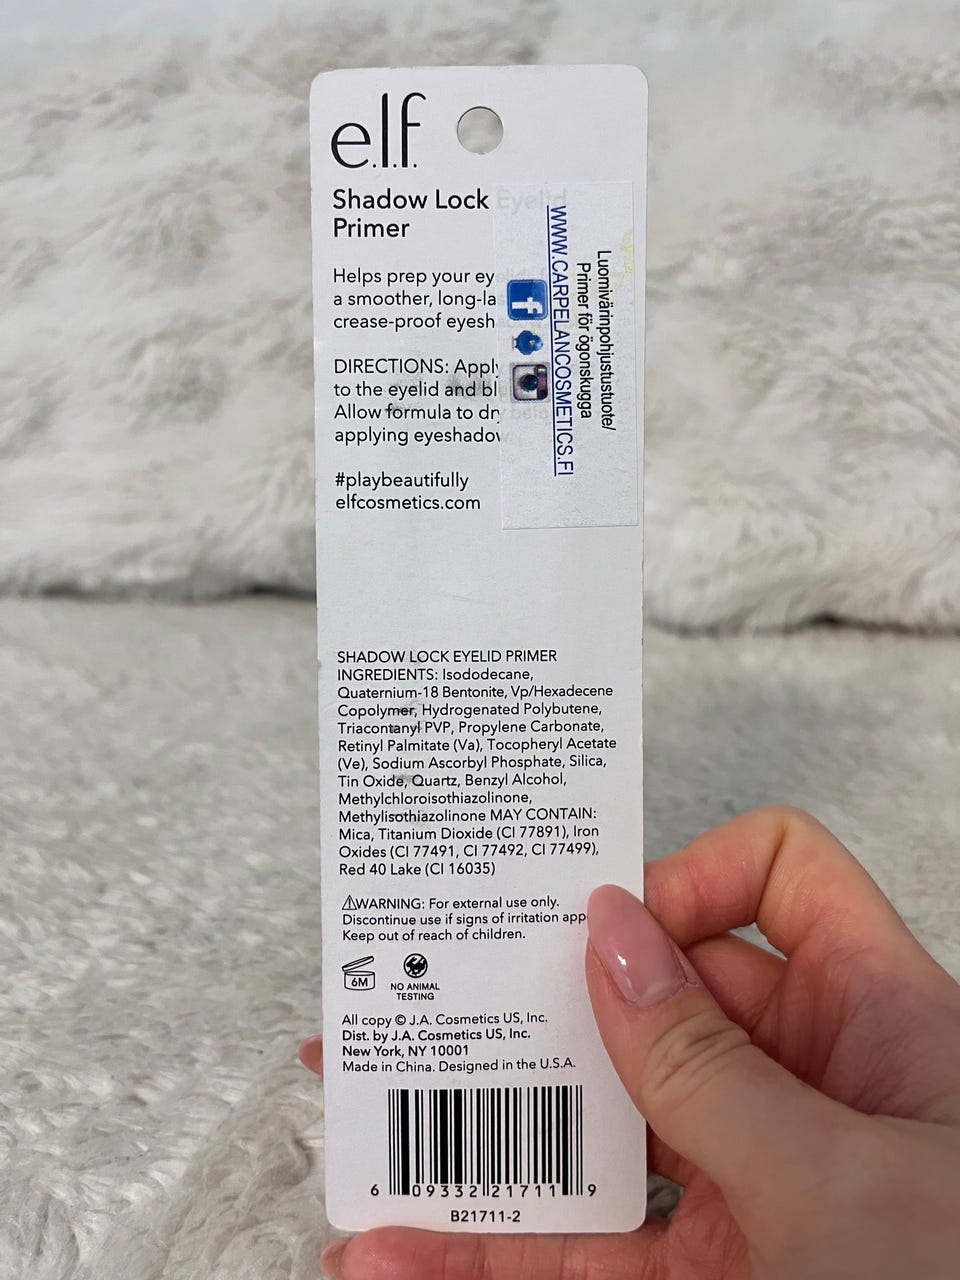 e.l.f.
Shadow Lock Eyelid
Primer
Helps prep your ey
a smoother, long-la
crease-proof eyesh
DIRECTIONS: Apply
to the eyelid and bl
Allow formula to dry
applying eyeshadow.
#playbeautifully
elfcosmetics.com
Luomivärinpohjustustuote/
Primer för ögonskugga
WWW.CARPELANCOSMETICS.FI
f
SHADOW LOCK EYELID PRIMER
INGREDIENTS: Isododecane,
Quaternium-18 Bentonite, Vp/Hexadecene
Copolymer, Hydrogenated Polybutene,
Triacontanyl PVP, Propylene Carbonate,
Retinyl Palmitate (Va), Tocopheryl Acetate
(Ve), Sodium Ascorbyl Phosphate, Silica,
Tin Oxide, Quartz, Benzyl Alcohol,
Methylchloroisothiazolinone,
Methylisothiazolinone MAY CONTAIN:
Mica, Titanium Dioxide (CI 77891), Iron
Oxides (CI 77491, CI 77492, CI 77499),
Red 40 Lake (CI 16035)
WARNING: For external use only.
Discontinue use if signs of irritation app
Keep out of reach of children.
6M
NO ANIMAL
TESTING
All copy © J.A. Cosmetics US, Inc.
Dist. by J.A. Cosmetics US, Inc.
New York, NY 10001
Made in China. Designed in the U.S.A.
6 09332 21711 9
B21711-2